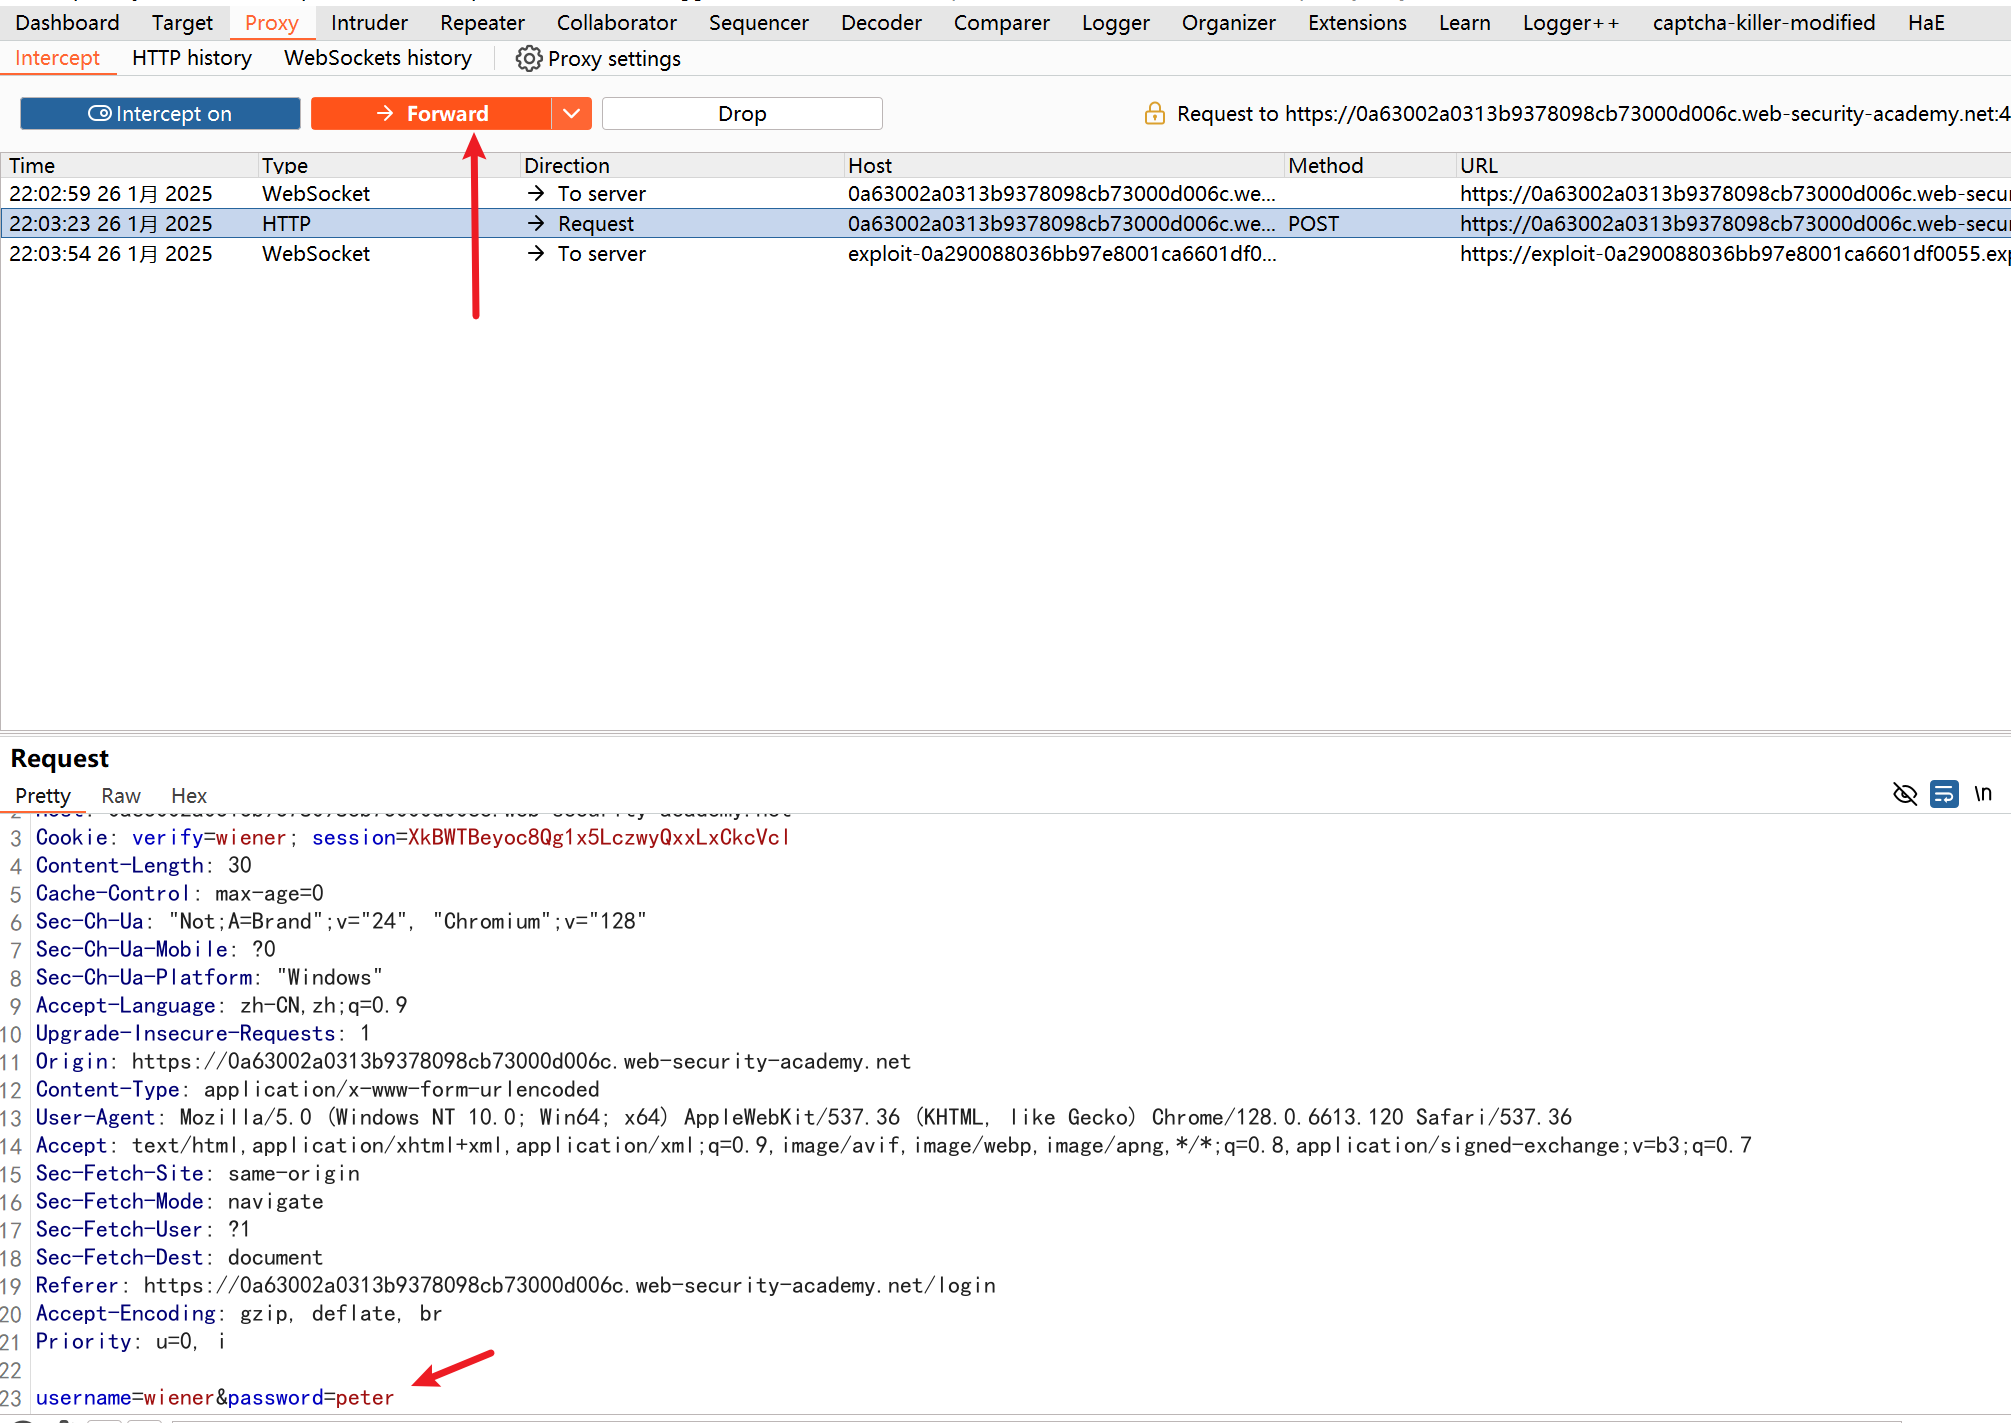 Dashboard Target Proxy Intruder Repeater Collaborator Sequencer Decoder Comparer Logger Organizer Extensions Learn Logger++ captcha-killer-modified HaE
Intercept HTTP history WebSockets history Proxy settings
Intercept on Forward Drop Request to https://0a63002a0313b9378098cb73000d006c.web-security-academy.net:4
Time Type Direction Host Method URL
22:02:59 26 1月 2025 WebSocket → To server 0a63002a0313b9378098cb73000d006c.we... https://0a63002a0313b9378098cb73000d006c.web-secu
22:03:23 26 1月 2025 HTTP → Request 0a63002a0313b9378098cb73000d006c.we... POST https://0a63002a0313b9378098cb73000d006c.web-secu
22:03:54 26 1月 2025 WebSocket → To server exploit-0a290088036bb97e8001ca6601df0... https://exploit-0a290088036bb97e8001ca6601df0055.exp
Request
Pretty Raw Hex \n
2 Host: 0a63002a0313b9378098cb73000d006c.web-security-academy.net
3 Cookie: verify=wiener; session=XkBWTBeyoc8Qg1x5LczwyQxxLxCkcVcl
4 Content-Length: 30
5 Cache-Control: max-age=0
6 Sec-Ch-Ua: "Not;A=Brand";v="24", "Chromium";v="128"
7 Sec-Ch-Ua-Mobile: ?0
8 Sec-Ch-Ua-Platform: "Windows"
9 Accept-Language: zh-CN,zh;q=0.9
10 Upgrade-Insecure-Requests: 1
11 Origin: https://0a63002a0313b9378098cb73000d006c.web-security-academy.net
12 Content-Type: application/x-www-form-urlencoded
13 User-Agent: Mozilla/5.0 (Windows NT 10.0; Win64; x64) AppleWebKit/537.36 (KHTML, like Gecko) Chrome/128.0.6613.120 Safari/537.36
14 Accept: text/html,application/xhtml+xml,application/xml;q=0.9,image/avif,image/webp,image/apng,*/*;q=0.8,application/signed-exchange;v=b3;q=0.7
15 Sec-Fetch-Site: same-origin
16 Sec-Fetch-Mode: navigate
17 Sec-Fetch-User: ?1
18 Sec-Fetch-Dest: document
19 Referer: https://0a63002a0313b9378098cb73000d006c.web-security-academy.net/login
20 Accept-Encoding: gzip, deflate, br
21 Priority: u=0, i
22
23 username=wiener&password=peter